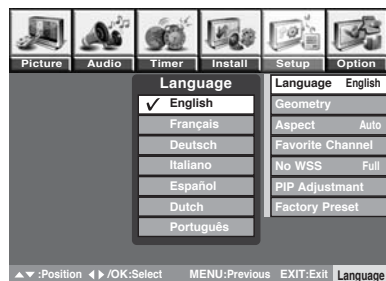 Picture Audio Timer Install Setup Option
Language
English
Français
Deutsch
Italiano
Español
Dutch
Português
Language English
Geometry
Aspect Auto
Favorite Channel
No WSS Full
PIP Adjustmant
Factory Preset
▲▼ :Position ◀ ▶ /OK:Select MENU:Previous EXIT:Exit Language